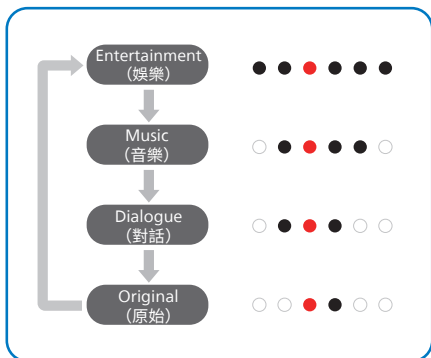 Entertainment
(娛樂)
Music
(音樂)
Dialogue
(對話)
Original
(原始)